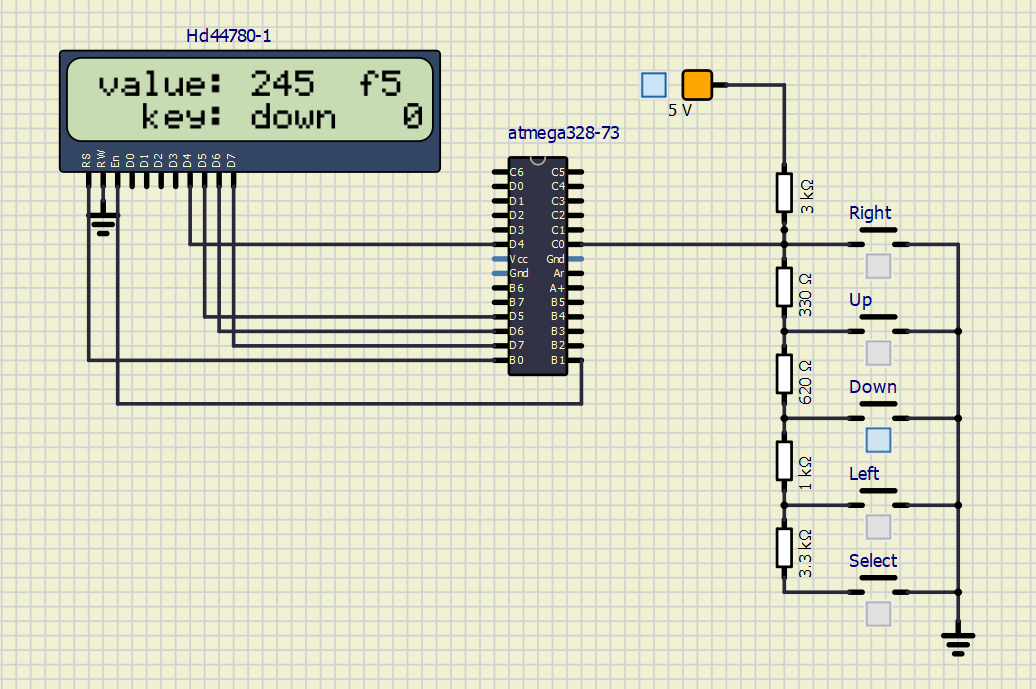 Hd44780-1
value: 245 f5
key: down 0
RS RW En D0 D1 D2 D3 D4 D5 D6 D7
atmega328-73
C6 C5
D0 C4
D1 C3
D2 C2
D3 C1
D4 C0
Vcc Gnd
Gnd Ar
B6 A+
B7 B5
D5 B4
D6 B3
D7 B2
B0 B1
5 V
3 kΩ
Right
330 Ω
Up
620 Ω
Down
1 kΩ
Left
3.3 kΩ
Select